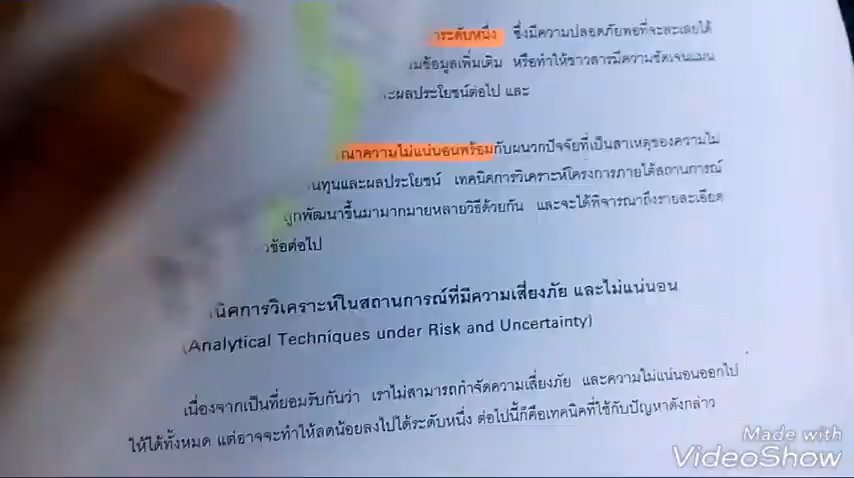 าระดับหนึ่ง ซึ่งมีความปลอดภัยพอที่จะละเลยได้
มข้อมูลเพิ่มเติม หรือทำให้ข่าวสารมีความชัดเจนแมน
ะผลประโยชน์ต่อไป และ
ณาความไม่แน่นอนพร้อมกับผนวกปัจจัยที่เป็นสาเหตุของความไม่
นทุนและผลประโยชน์ เทคนิคการวิเคราะห์โครงการภายใต้สถานการณ์
ถูกพัฒนาขึ้นมามากมายหลายวิธีด้วยกัน และจะได้พิจารณาถึงรายละเอียด
ข้อต่อไป
นิคการวิเคราะห์ในสถานการณ์ที่มีความเสี่ยงภัย และไม่แน่นอน
(Analytical Techniques under Risk and Uncertainty)
เนื่องจากเป็นที่ยอมรับกันว่า เราไม่สามารถกำจัดความเสี่ยงภัย และความไม่แน่นอนออกไป
ให้ได้ทั้งหมด แต่อาจจะทำให้ลดน้อยลงไปได้ระดับหนึ่ง ต่อไปนี้ก็คือเทคนิคที่ใช้กับปัญหาดังกล่าว
Made with
VideoShow